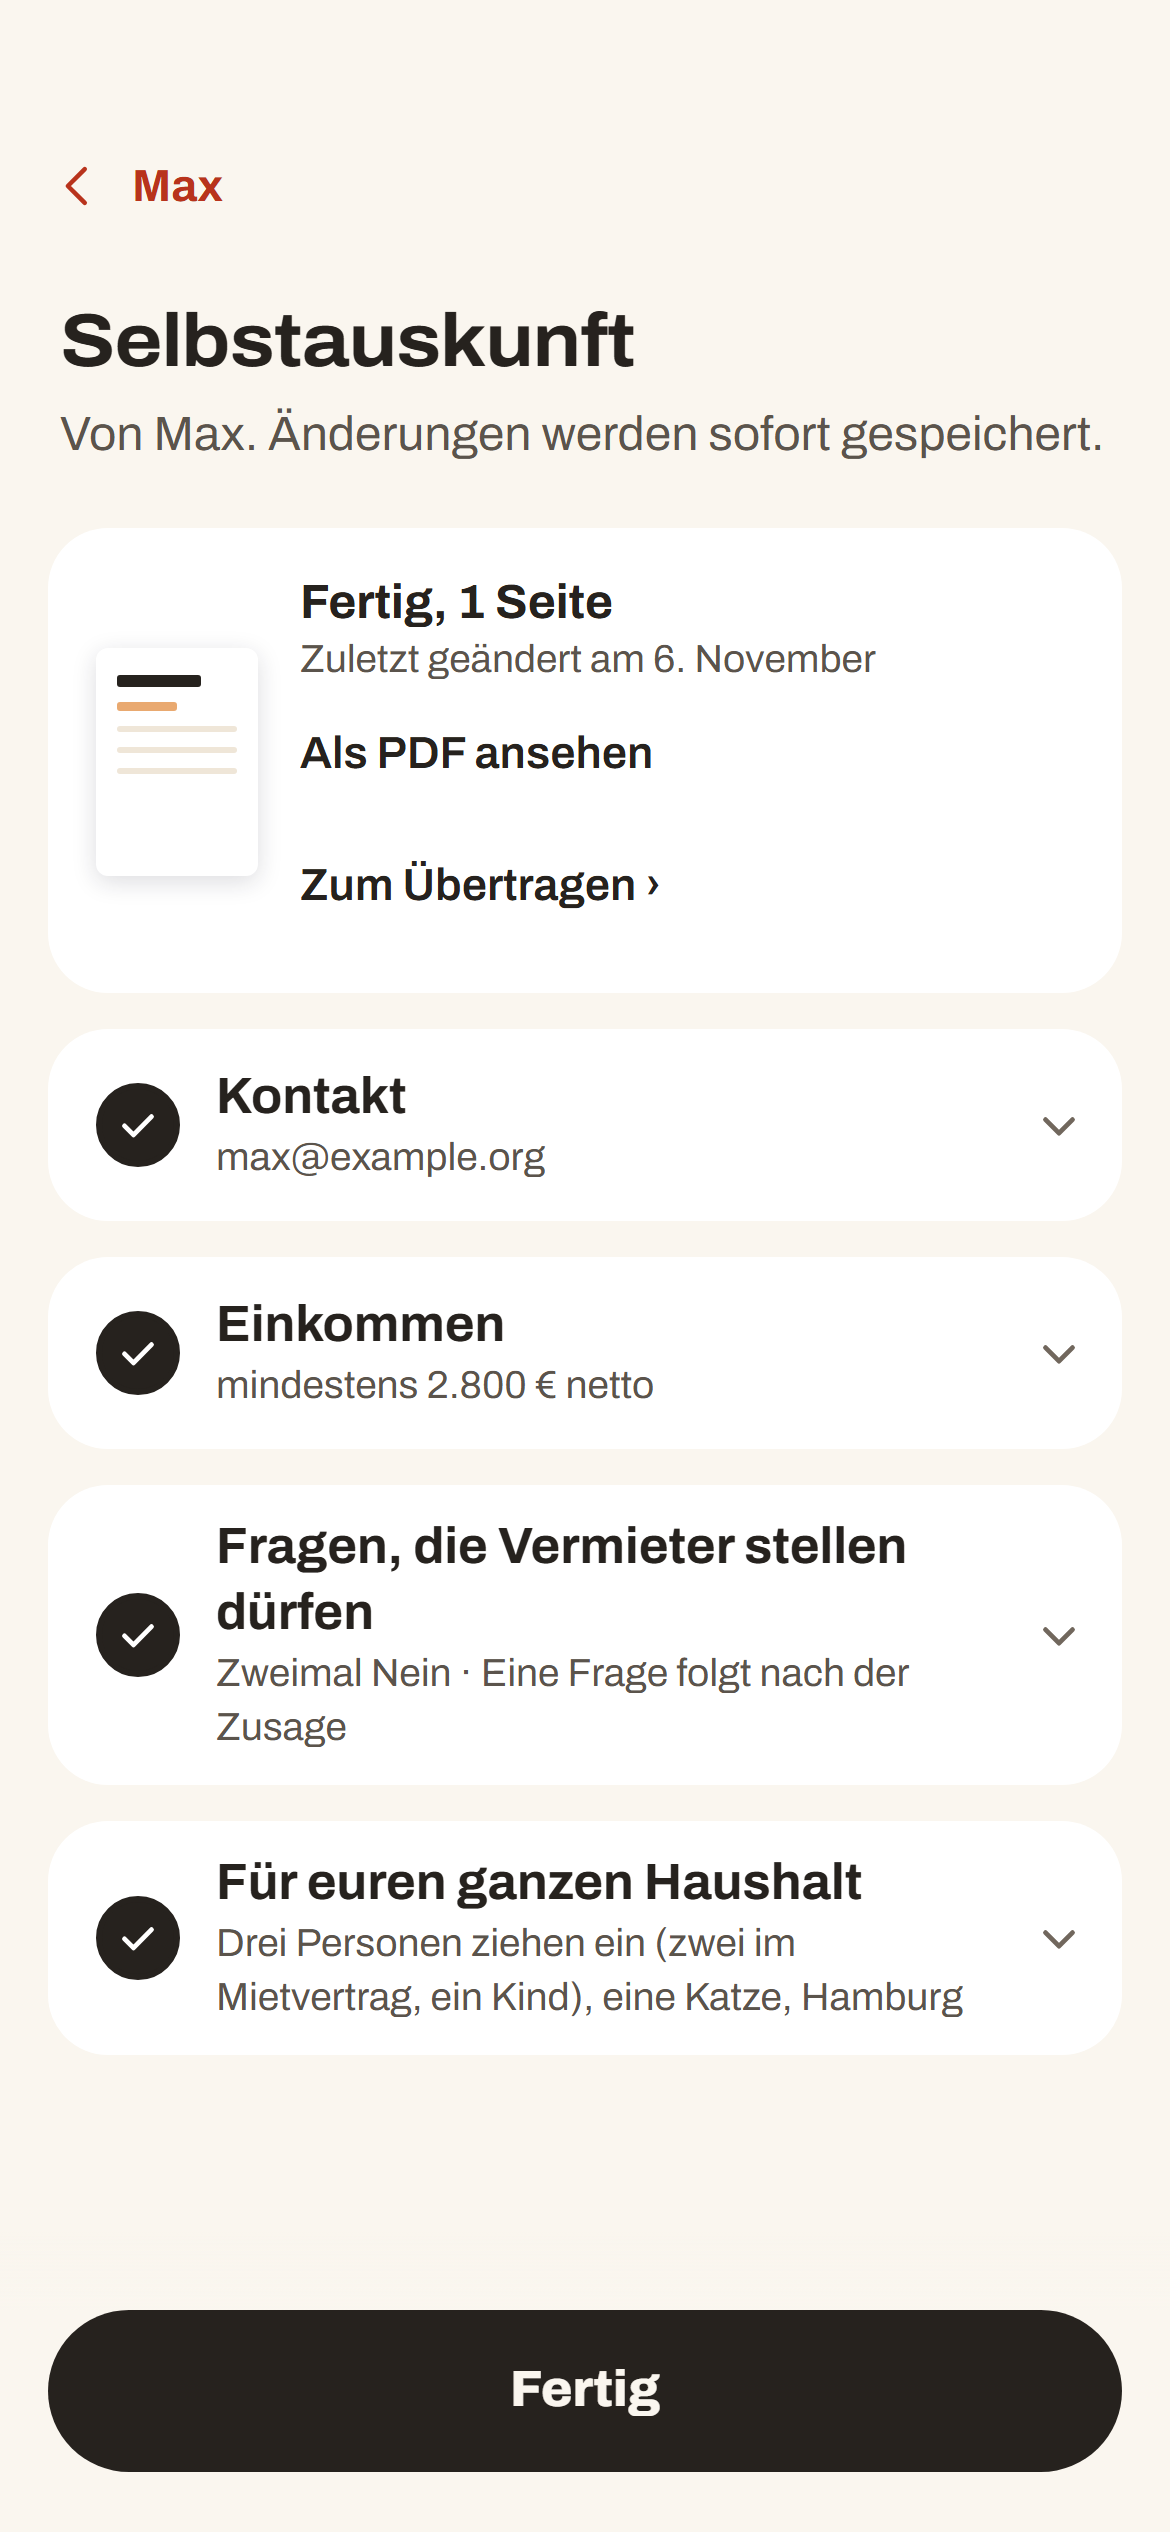 Max
Selbstauskunft
Von Max. Änderungen werden sofort gespeichert.
Fertig, 1 Seite
Zuletzt geändert am 6. November
Als PDF ansehen
Zum Übertragen ›
Kontakt
max@example.org
Einkommen
mindestens 2.800 € netto
Fragen, die Vermieter stellen
dürfen
Zweimal Nein · Eine Frage folgt nach der
Zusage
Für euren ganzen Haushalt
Drei Personen ziehen ein (zwei im
Mietvertrag, ein Kind), eine Katze, Hamburg
Fertig